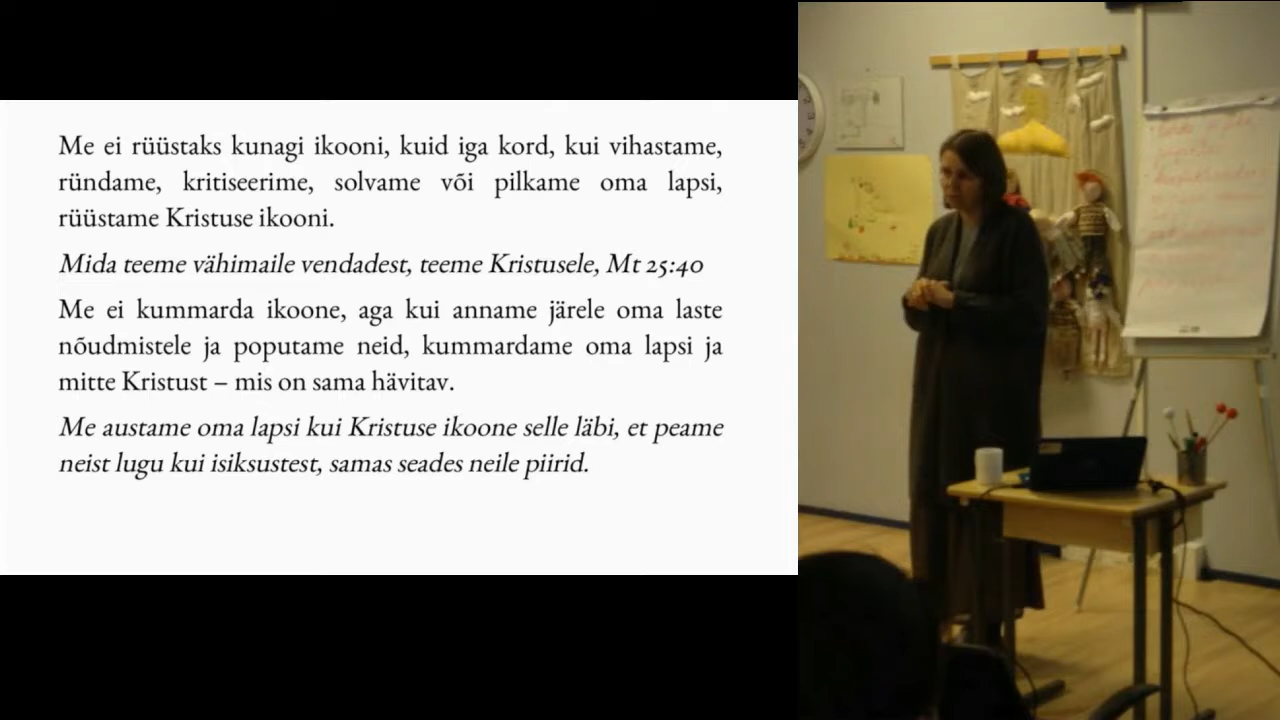 Me ei rüüstaks kunagi ikooni, kuid iga kord, kui vihastame,
ründame, kritiseerime, solvame või pilkame oma lapsi,
rüüstame Kristuse ikooni.
Mida teeme vähimaile vendadest, teeme Kristusele, Mt 25:40
Me ei kummarda ikoone, aga kui anname järele oma laste
nõudmistele ja poputame neid, kummardame oma lapsi ja
mitte Kristust – mis on sama hävitav.
Me austame oma lapsi kui Kristuse ikoone selle läbi, et peame
neist lugu kui isiksustest, samas seades neile piirid.